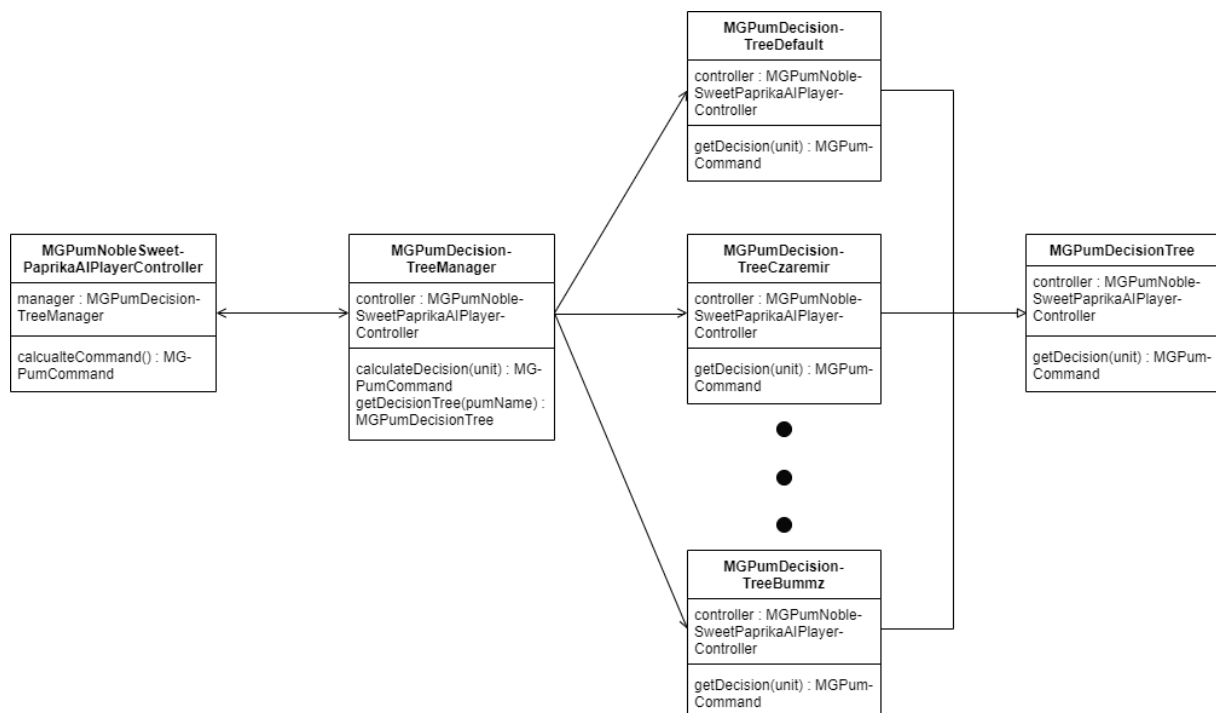 MGPumDecision-
TreeDefault
controller : MGPumNoble-
SweetPaprikaAIPlayer-
Controller
getDecision(unit) : MGPum-
Command
MGPumNobleSweet-
PaprikaAIPlayerController
manager : MGPumDecision-
TreeManager
calcualteCommand() : MG-
PumCommand
MGPumDecision-
TreeManager
controller : MGPumNoble-
SweetPaprikaAIPlayer-
Controller
calculateDecision(unit) : MG-
PumCommand
getDecisionTree(pumName) :
MGPumDecisionTree
MGPumDecision-
TreeCzaremir
controller : MGPumNoble-
SweetPaprikaAIPlayer-
Controller
getDecision(unit) : MGPum-
Command
MGPumDecisionTree
controller : MGPumNoble-
SweetPaprikaAIPlayer-
Controller
getDecision(unit) : MGPum-
Command
MGPumDecision-
TreeBummz
controller : MGPumNoble-
SweetPaprikaAIPlayer-
Controller
getDecision(unit) : MGPum-
Command